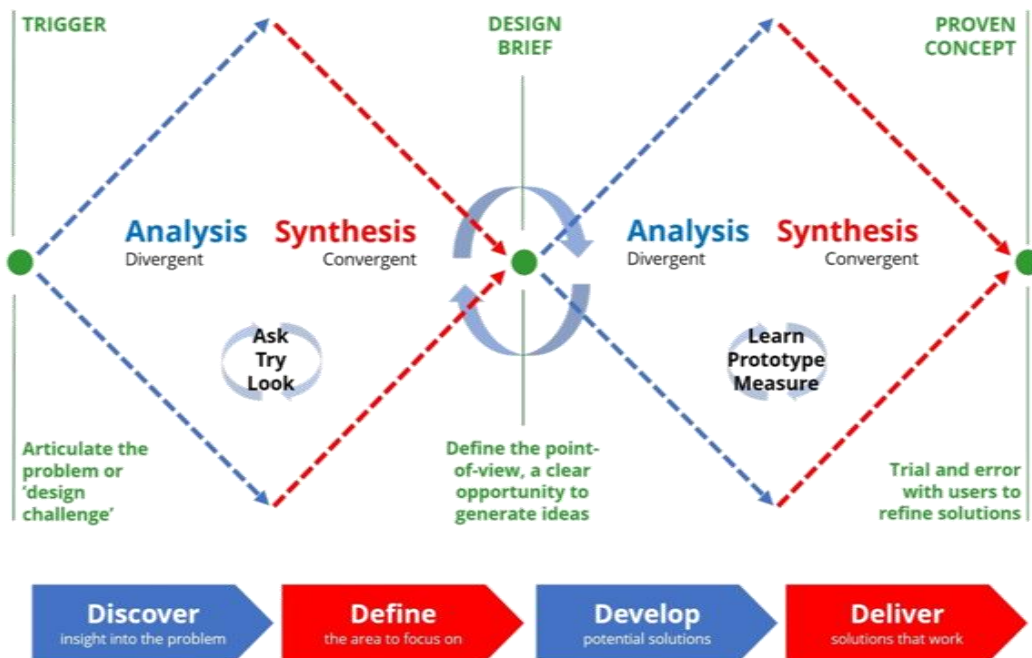 TRIGGER
DESIGN
BRIEF
PROVEN
CONCEPT
Analysis
Divergent
Synthesis
Convergent
Analysis
Divergent
Synthesis
Convergent
Ask
Try
Look
Learn
Prototype
Measure
Articulate the
problem or
‘design
challenge’
Define the point-
of-view, a clear
opportunity to
generate ideas
Trial and error
with users to
refine solutions
Discover
insight into the problem
Define
the area to focus on
Develop
potential solutions
Deliver
solutions that work